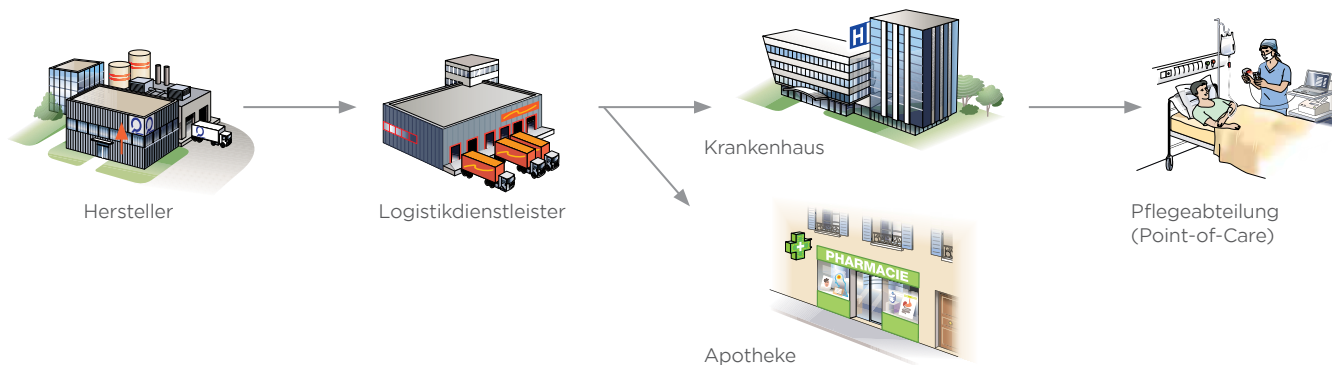 H
Krankenhaus
Hersteller
Logistikdienstleister
Pflegeabteilung
(Point-of-Care)
PHARMACIE
Apotheke